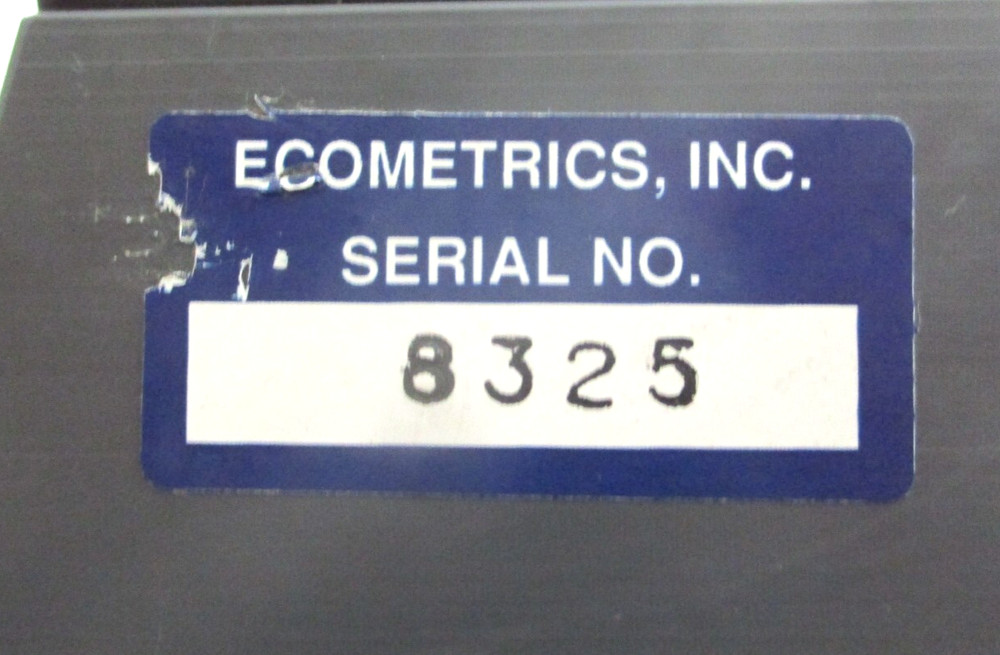 ECOMETRICS, INC.
SERIAL NO.
8325